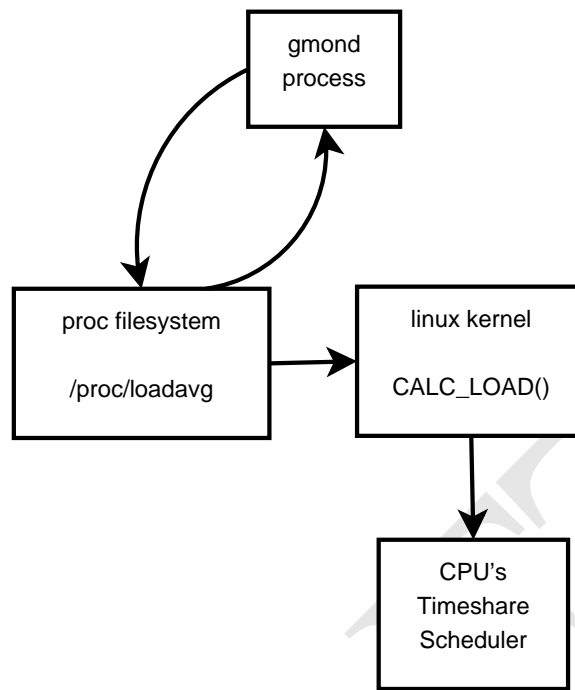 gmond
process
proc filesystem
/proc/loadavg
linux kernel
CALC_LOAD()
CPU's
Timeshare
Scheduler